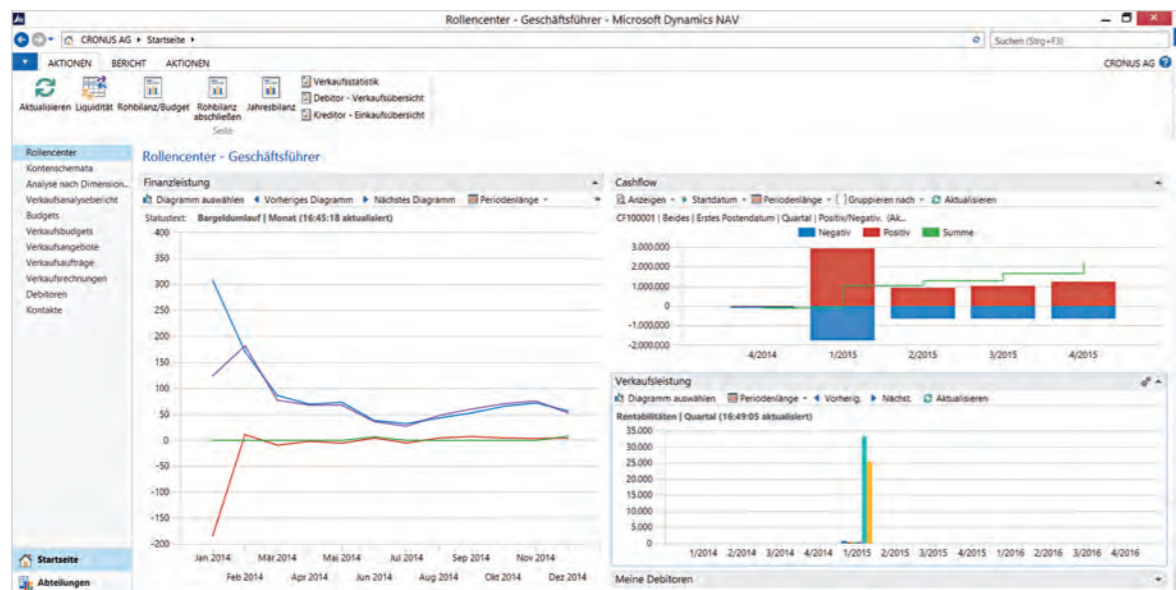 Rollencenter - Geschäftsführer - Microsoft Dynamics NAV
CRONUS AG
Startseite
Suchen (Strg+F3)
AKTIONEN
BERICHT
AKTIONEN
CRONUS AG
Aktualisieren
Liquidität
Rohbilanz/Budget
Rohbilanz abschließen
Jahresbilanz
Verkaufsstatistik
Debitor - Verkaufsübersicht
Kreditor - Einkaufsübersicht
Seite
Rollencenter
Kontenschemata
Analyse nach Dimension...
Verkaufsanalysebericht
Budgets
Verkaufsbudgets
Verkaufsangebote
Verkaufsaufträge
Verkaufsrechnungen
Debitoren
Kontakte
Startseite
Abteilungen
Rollencenter - Geschäftsführer
Finanzleistung
Diagramm auswählen Vorheriges Diagramm Nächstes Diagramm Periodenlänge
Statustext: Bargeldumlauf | Monat (16:45:18 aktualisiert)
400
350
300
250
200
150
100
50
0
-50
-100
-150
-200
Jan 2014 Mär 2014 Mai 2014 Jul 2014 Sep 2014 Nov 2014
Feb 2014 Apr 2014 Jun 2014 Aug 2014 Okt 2014 Dez 2014
Cashflow
Anzeigen Startdatum Periodenlänge Gruppieren nach Aktualisieren
CF100001 | Beides | Erstes Postendatum | Quartal | Positiv/Negativ. (Ak...
Negativ Positiv Summe
3.000.000
2.000.000
1.000.000
0
-1.000.000
-2.000.000
4/2014 1/2015 2/2015 3/2015 4/2015
Verkaufsleistung
Diagramm auswählen Periodenlänge Vorherig. Nächst. Aktualisieren
Rentabilitäten | Quartal (16:49:05 aktualisiert)
35.000
30.000
25.000
20.000
15.000
10.000
5.000
0
1/2014 2/2014 3/2014 4/2014 1/2015 2/2015 3/2015 4/2015 1/2016 2/2016 3/2016 4/2016
Meine Debitoren